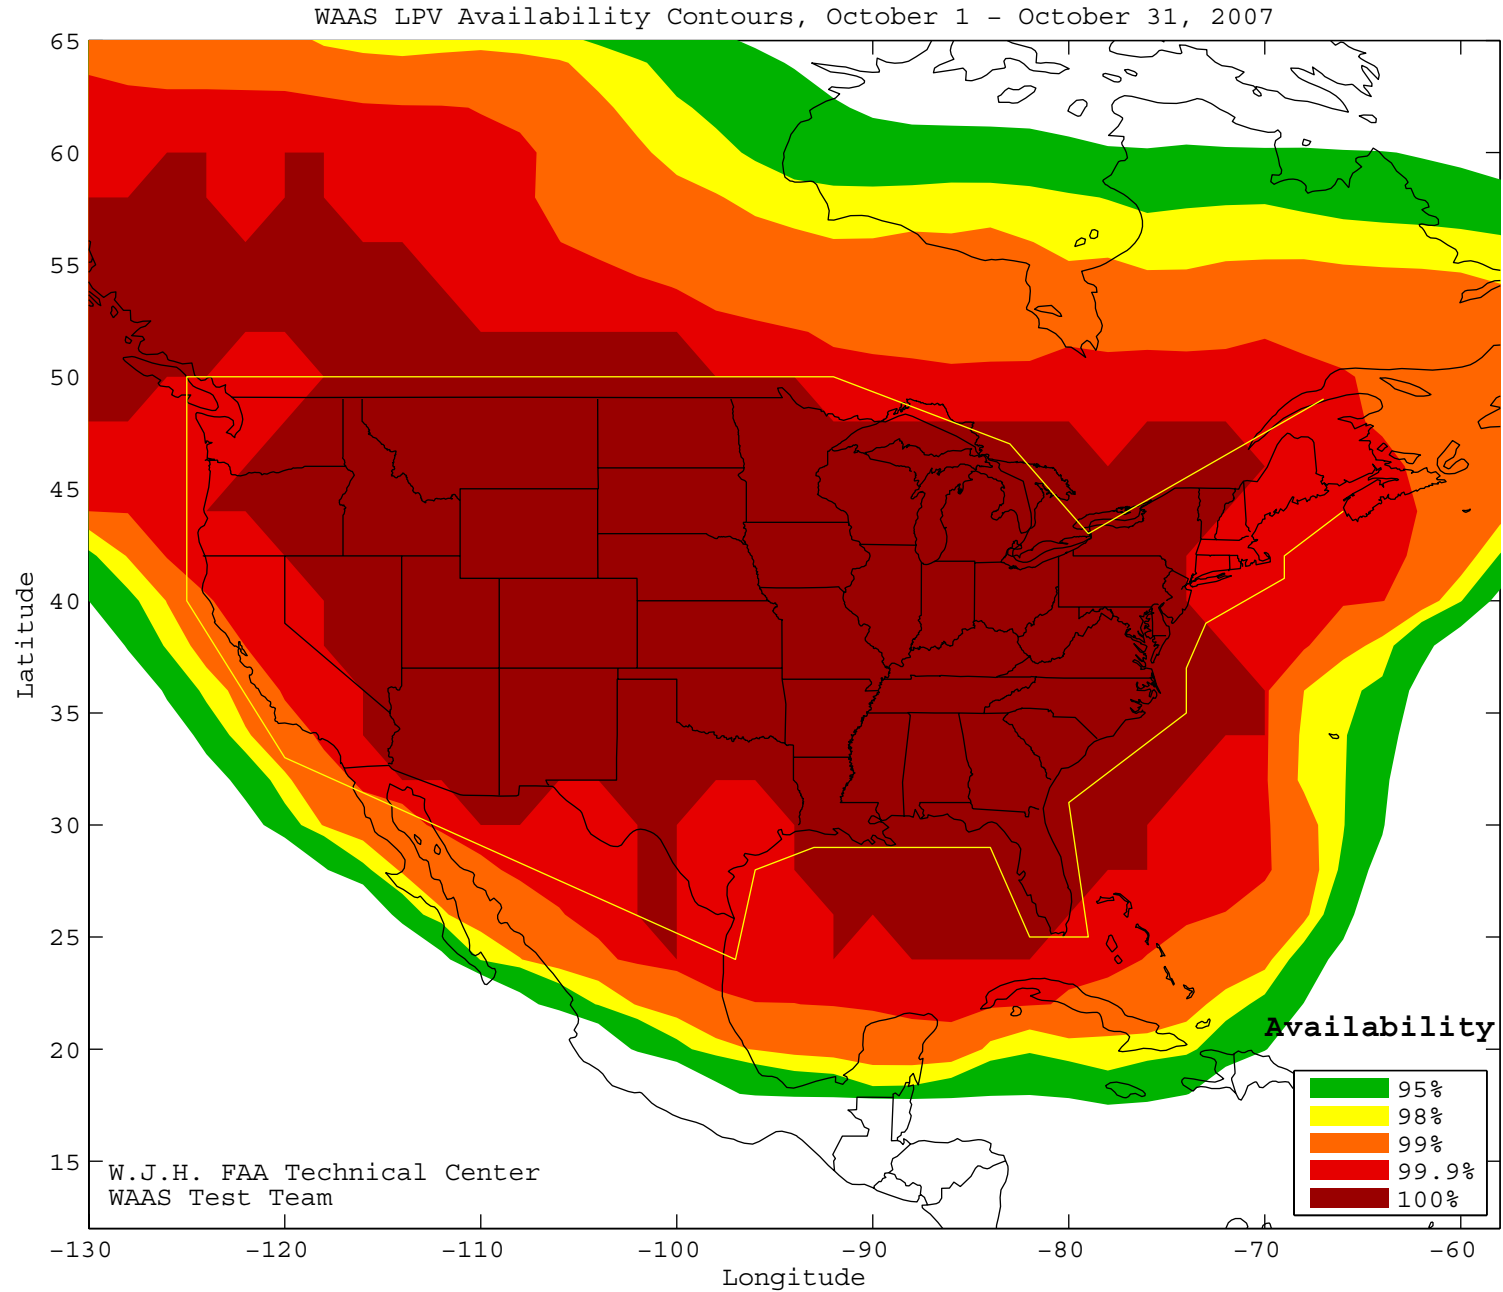 WAAS LPV Availability Contours, October 1 – October 31, 2007
65
60
55
50
45
40
35
30
25
20
15
Latitude
W.J.H. FAA Technical Center
WAAS Test Team
Availability
95%
98%
99%
99.9%
100%
−130 −120 −110 −100 −90 −80 −70 −60
Longitude